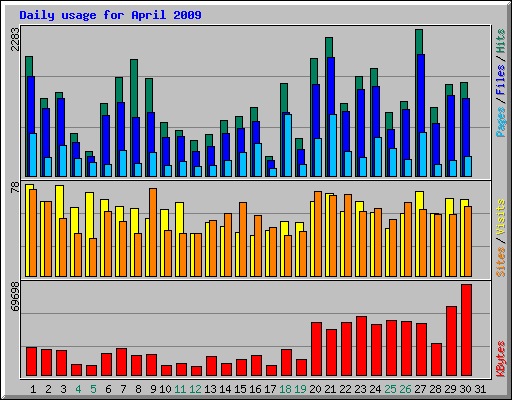 Daily usage for April 2009
2283
Pages / Files / Hits
78
Sites / Visits
69698
KBytes
1 2 3 4 5 6 7 8 9 10 11 12 13 14 15 16 17 18 19 20 21 22 23 24 25 26 27 28 29 30 31